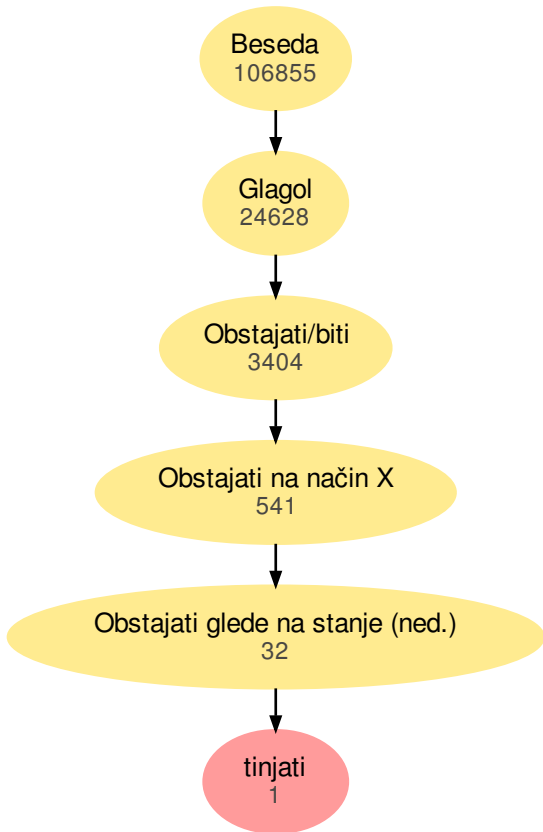 Beseda
106855
Glagol
24628
Obstajati/biti
3404
Obstajati na način X
541
Obstajati glede na stanje (ned.)
32
tinjati
1